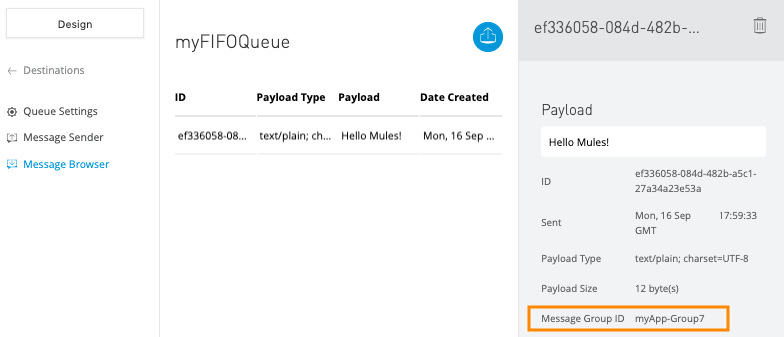 Design
← Destinations
Queue Settings
Message Sender
Message Browser
myFIFOQueue
ID Payload Type Payload Date Created
ef336058-08... text/plain; ch... Hello Mules! Mon, 16 Sep ...
ef336058-084d-482b-...
Payload
Hello Mules!
ID ef336058-084d-482b-a5c1-
27a34a23e53a
Sent Mon, 16 Sep 17:59:33
GMT
Payload Type text/plain; charset=UTF-8
Payload Size 12 byte(s)
Message Group ID myApp-Group7